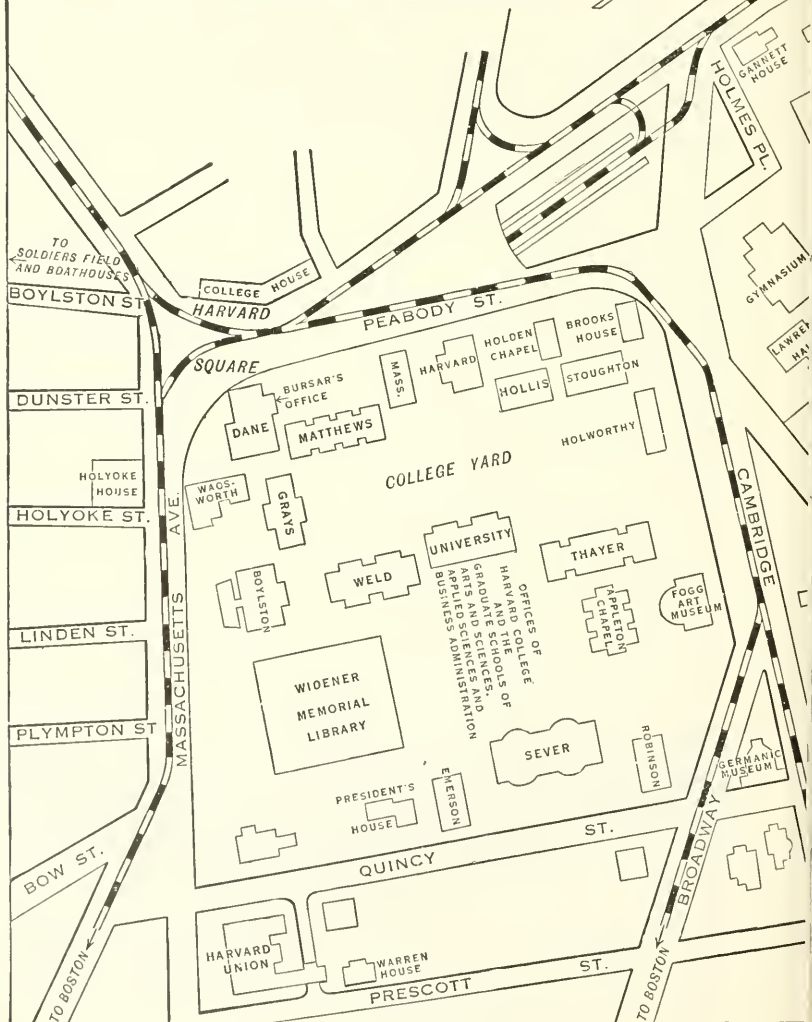 GANNETT
HOUSE
HOLMES PL.
TO
SOLDIERS FIELD
AND BOATHOUSES
BOYLSTON ST
COLLEGE HOUSE
HARVARD
SQUARE
PEABODY ST.
GYMNASIUM
DUNSTER ST.
BURSAR'S
OFFICE
DANE
MATTHEWS
MASS.
HARVARD
HOLDEN
CHAPEL
HOLLIS
BROOKS
HOUSE
STOUGHTON
HOLWORTHY
COLLEGE YARD
HOLYOKE
HOUSE
HOLYOKE ST.
WADS-
WORTH
GRAYS
MASSACHUSETTS AVE.
CAMBRIDGE
BOYLSTON
WELD
UNIVERSITY
THAYER
OFFICES OF
HARVARD COLLEGE
AND THE
GRADUATE SCHOOLS OF
ARTS AND SCIENCES.
APPLIED SCIENCES AND
BUSINESS ADMINISTRATION
APPLETON
CHAPEL
FOGG
ART
MUSEUM
LINDEN ST.
WIDENER
MEMORIAL
LIBRARY
PLYMPTON ST
SEVER
ROBINSON
GERMANIC
MUSEUM
PRESIDENT'S
HOUSE
EMERSON
BOW ST.
QUINCY ST.
BROADWAY
HARVARD
UNION
WARREN
HOUSE
PRESCOTT ST.
TO BOSTON
TO BOSTON